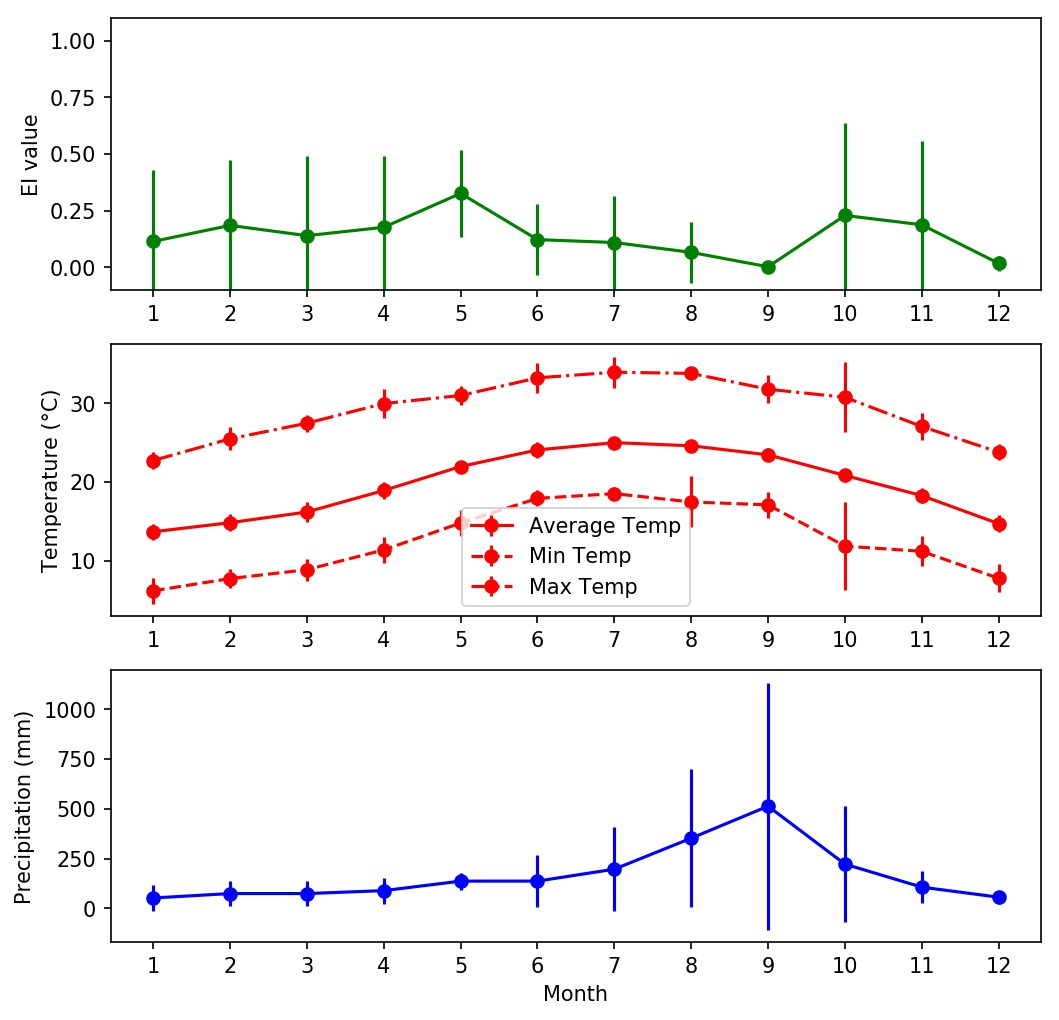 1.00
0.75
0.50
0.25
0.00
EI value
1 2 3 4 5 6 7 8 9 10 11 12
30
20
10
Temperature (°C)
Average Temp
Min Temp
Max Temp
1 2 3 4 5 6 7 8 9 10 11 12
1000
750
500
250
0
Precipitation (mm)
1 2 3 4 5 6 7 8 9 10 11 12
Month